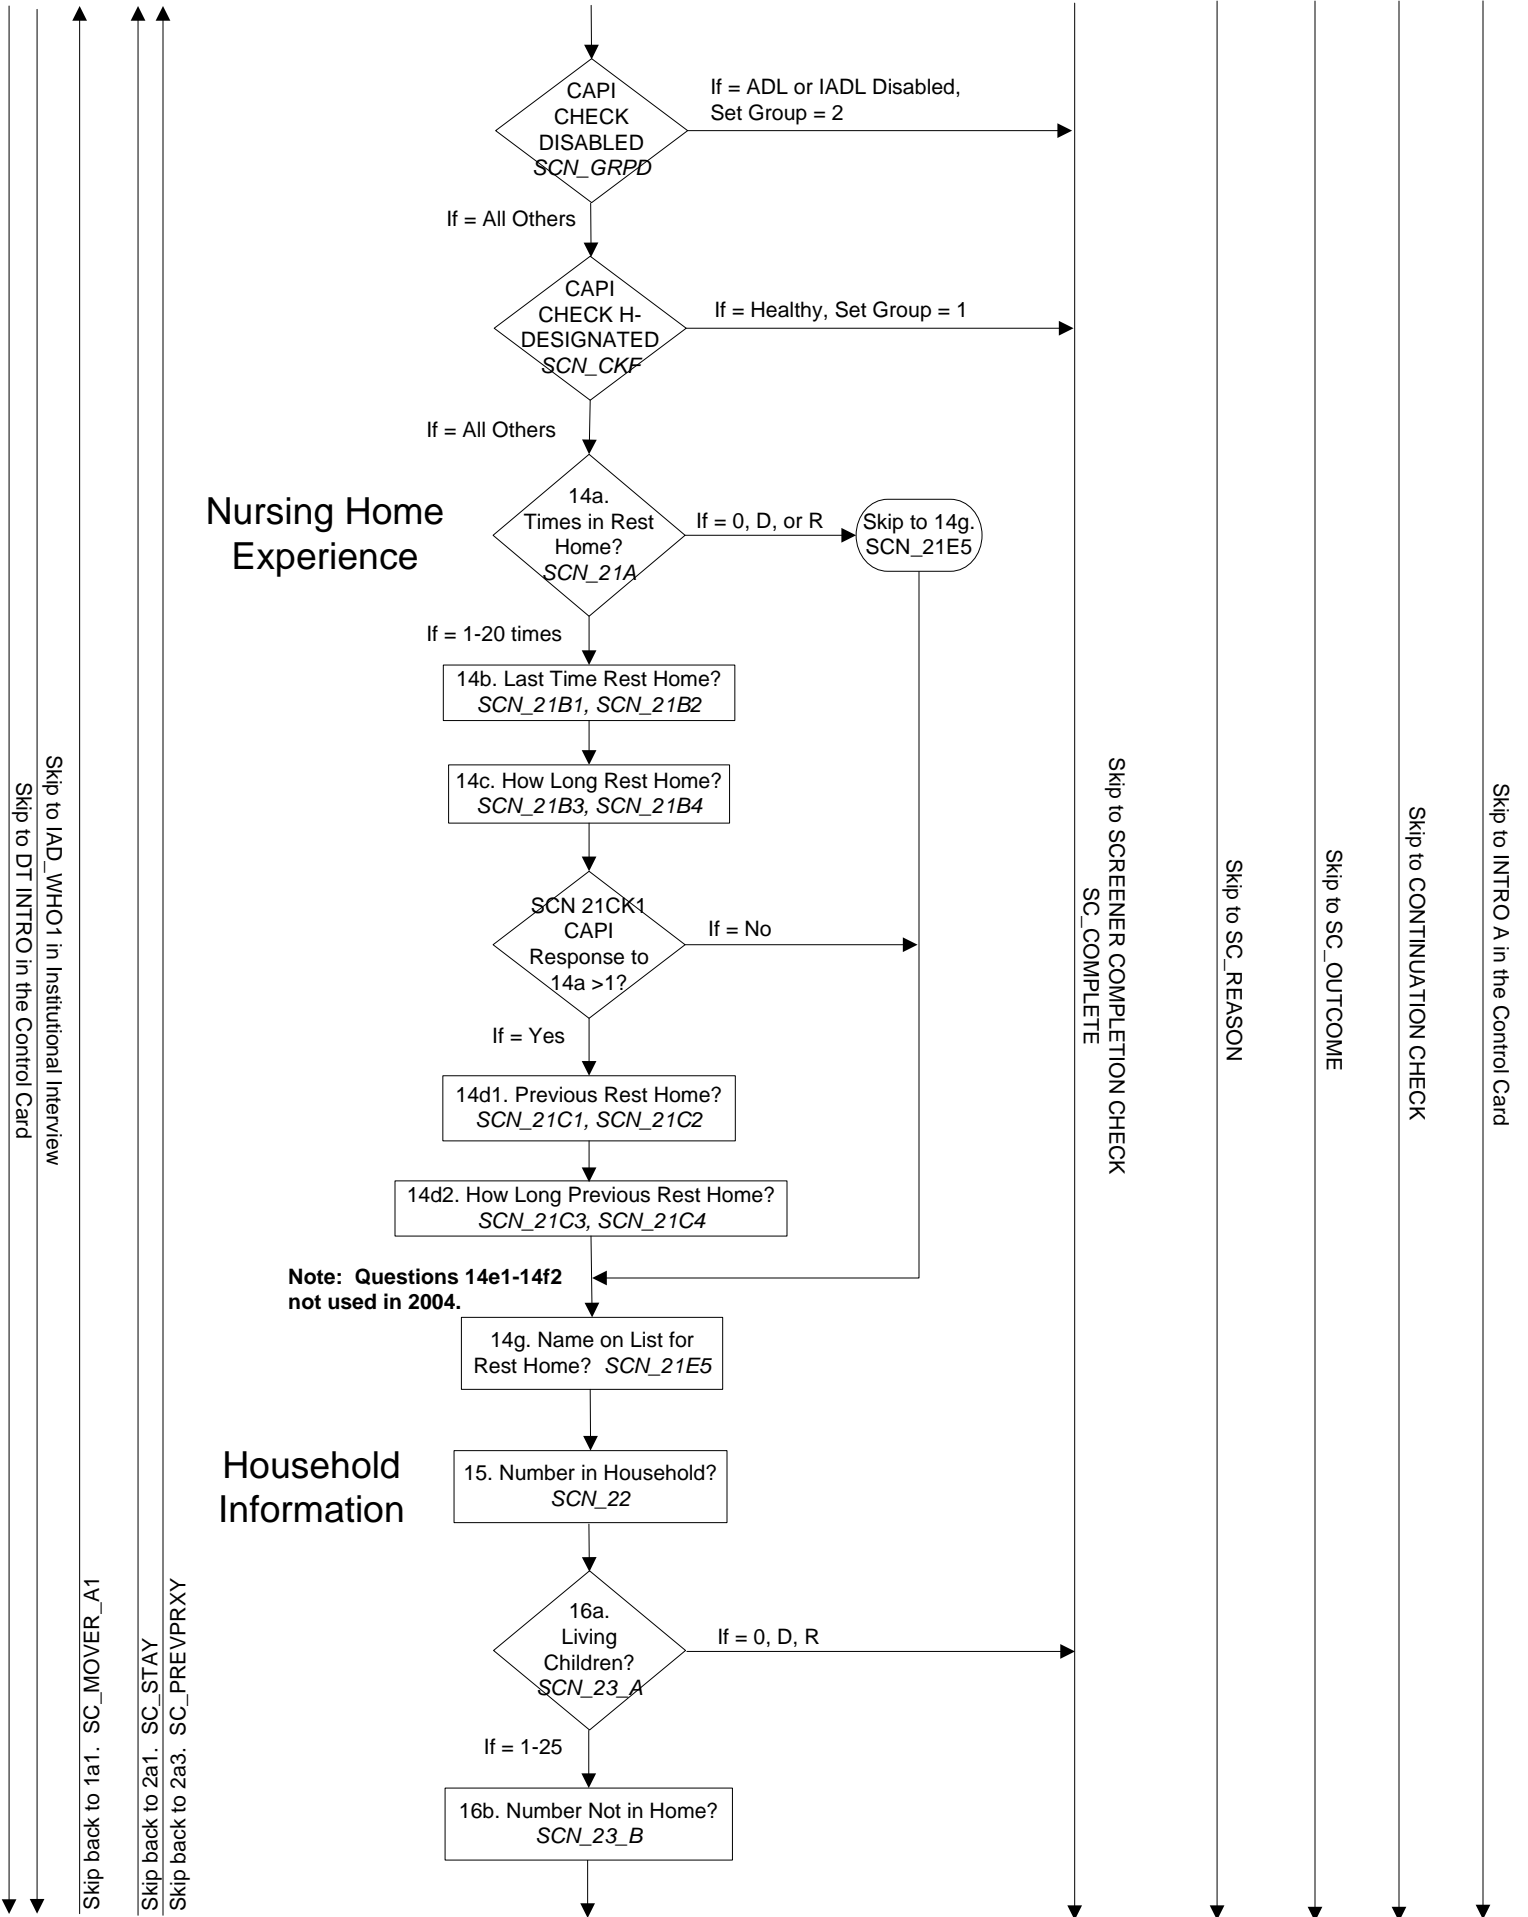 CAPI
CHECK
DISABLED
SCN_GRPD
If = ADL or IADL Disabled,
Set Group = 2
If = All Others
CAPI
CHECK H-
DESIGNATED
SCN_CKF
If = Healthy, Set Group = 1
If = All Others
Nursing Home
Experience
14a.
Times in Rest
Home?
SCN_21A
If = 0, D, or R
Skip to 14g.
SCN_21E5
If = 1-20 times
14b. Last Time Rest Home?
SCN_21B1, SCN_21B2
14c. How Long Rest Home?
SCN_21B3, SCN_21B4
SCN 21CK1
CAPI
Response to
14a >1?
If = No
If = Yes
14d1. Previous Rest Home?
SCN_21C1, SCN_21C2
14d2. How Long Previous Rest Home?
SCN_21C3, SCN_21C4
Note:  Questions 14e1-14f2
not used in 2004.
14g. Name on List for
Rest Home?  SCN_21E5
Household
Information
15. Number in Household?
SCN_22
16a.
Living
Children?
SCN_23_A
If = 0, D, R
If = 1-25
16b. Number Not in Home?
SCN_23_B
Skip to DT INTRO in the Control Card
Skip to IAD_WHO1 in Institutional Interview
Skip back to 1a1.  SC_MOVER_A1
Skip back to 2a1.  SC_STAY
Skip back to 2a3.  SC_PREVPRXY
Skip to SCREENER COMPLETION CHECK
SC_COMPLETE
Skip to SC_REASON
Skip to SC_OUTCOME
Skip to CONTINUATION CHECK
Skip to INTRO A in the Control Card